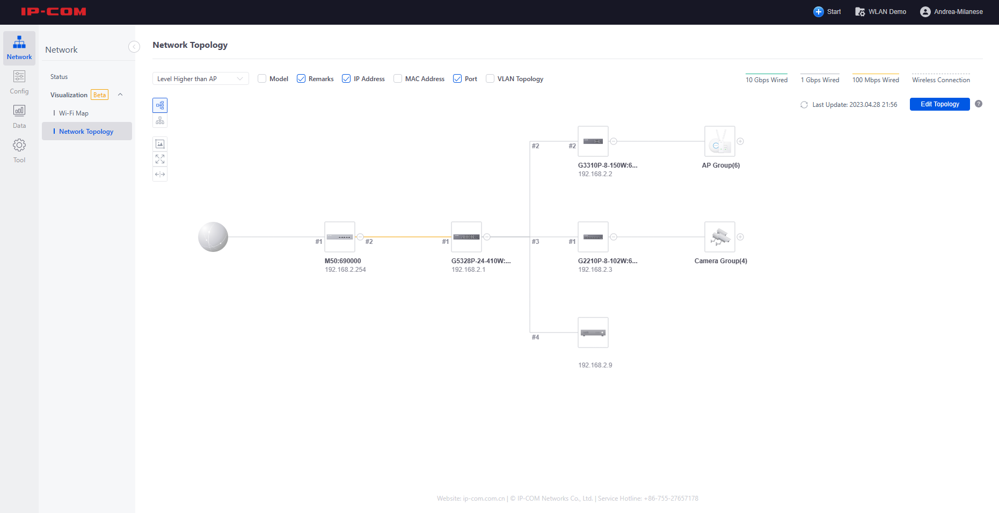 IP-COM
Start
WLAN Demo
Andrea-Milanese
Network
Config
Data
Tool
Network
Status
Visualization Beta
Wi-Fi Map
Network Topology
Network Topology
Level Higher than AP
Model
Remarks
IP Address
MAC Address
Port
VLAN Topology
10 Gbps Wired
1 Gbps Wired
100 Mbps Wired
Wireless Connection
Last Update: 2023.04.28 21:56
Edit Topology
?
#2
#2
G3310P-8-150W:6...
192.168.2.2
AP Group(6)
#1
#2
#1
#3
#1
M50:690000
192.168.2.254
G5328P-24-410W:...
192.168.2.1
G2210P-8-102W:6...
192.168.2.3
Camera Group(4)
#4
192.168.2.9
Website: ip-com.com.cn | © IP-COM Networks Co., Ltd. | Service Hotline: +86-755-27657178